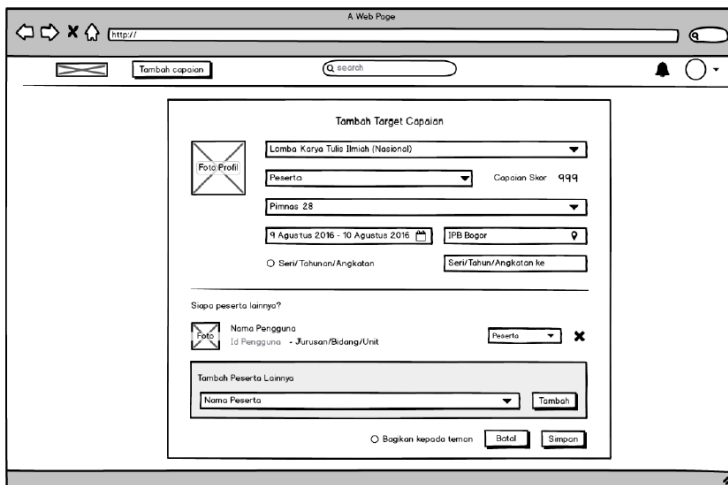 A Web Page
http://
Tambah capaian
search
Tambah Target Capaian
Foto Profil
Lomba Karya Tulis Ilmiah (Nasional)
Peserta Capaian Skor 999
Pimnas 28
9 Agustus 2016 - 10 Agustus 2016 IPB Bogor
Seri/Tahunan/Angkatan Seri/Tahun/Angkatan ke
Siapa peserta lainnya?
Foto
Nama Pengguna
Id Pengguna - Jurusan/Bidang/Unit
Peserta
Tambah Peserta Lainnya
Nama Peserta Tambah
Bagikan kepada teman Batal Simpan